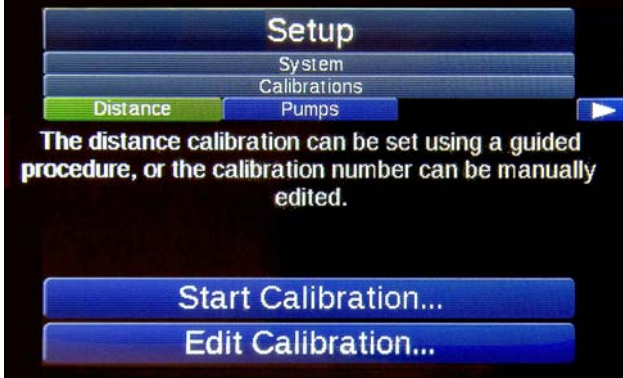 Setup
System
Calibrations
Distance Pumps
The distance calibration can be set using a guided
procedure, or the calibration number can be manually
edited.
Start Calibration...
Edit Calibration...